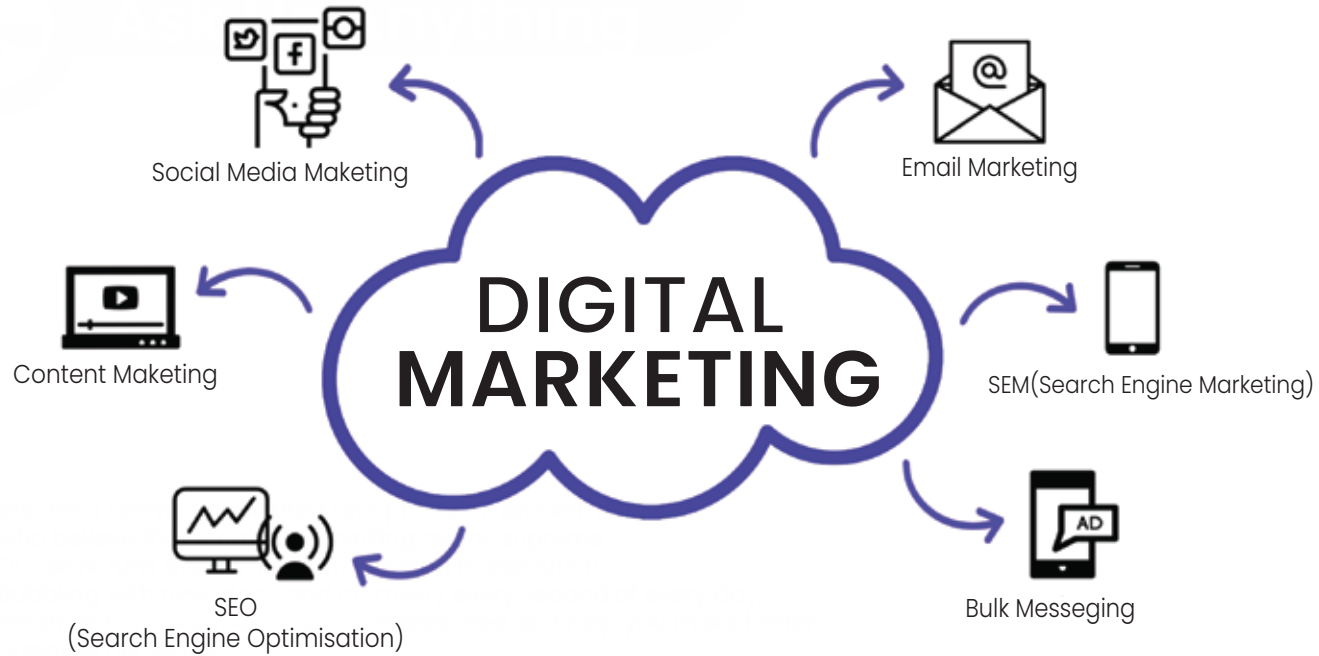 Social Media Maketing
Email Marketing
DIGITAL
MARKETING
Content Maketing
SEM(Search Engine Marketing)
AD
SEO
(Search Engine Optimisation)
Bulk Messeging